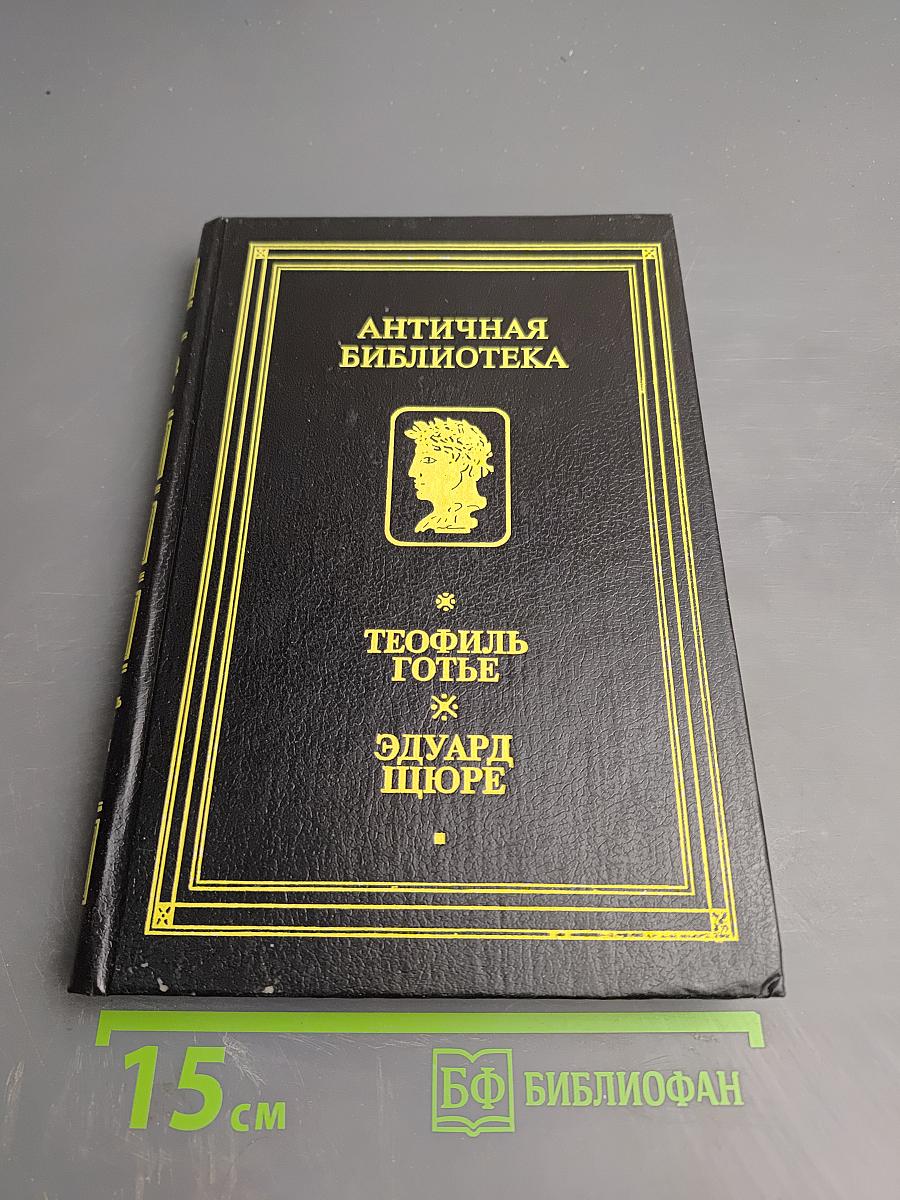 АНТИЧНАЯ
БИБЛИОТЕКА
ТЕОФИЛЬ
ГОТЬЕ
ЭДУАРД
ЩЮРЕ
15 см
БФ БИБЛИОФАН